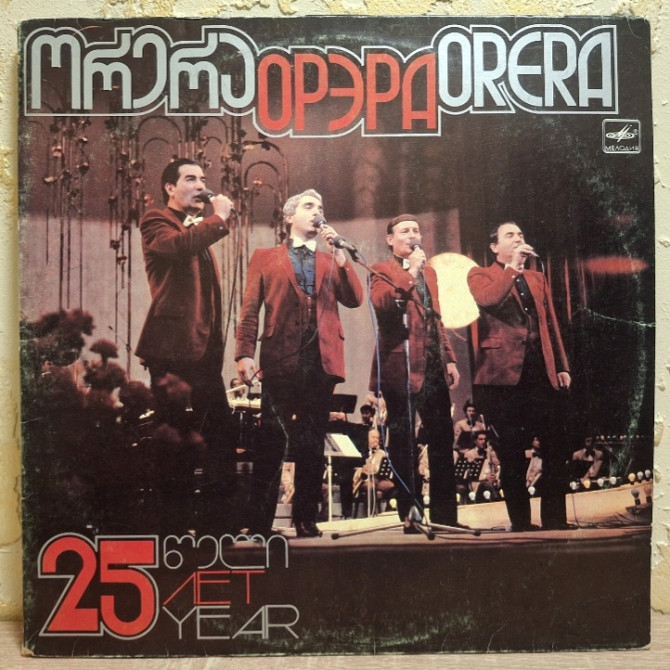 ორერა ОРЭРА ORERA
МЕЛОДИЯ
25 წელი
ЛЕТ
YEAR